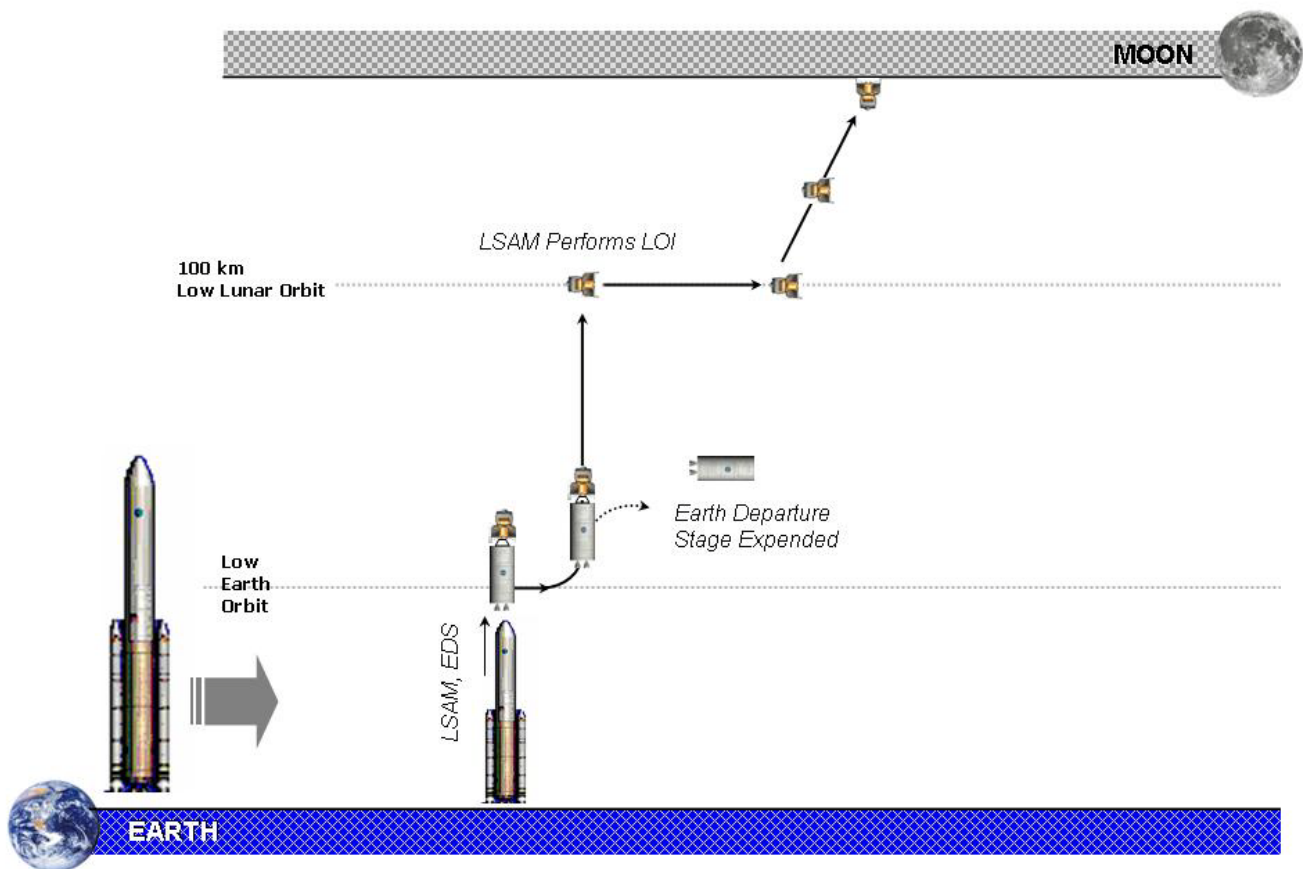 MOON
LSAM Performs LOI
100 km
Low Lunar Orbit
Earth Departure
Stage Expended
Low
Earth
Orbit
LSAM, EDS
EARTH